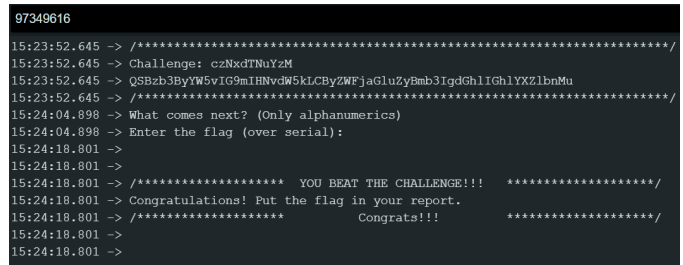 97349616
15:23:52.645 -> /************************************************************************/
15:23:52.645 -> Challenge: czNxdTNuYzM
15:23:52.645 -> QSBzb3ByYW5vIG9mIHNvdW5kLCByZWFjaGluZyBmb3IgdGhlIGhlYXZlbnMu
15:23:52.645 -> /************************************************************************/
15:24:04.898 -> What comes next? (Only alphanumerics)
15:24:04.898 -> Enter the flag (over serial):
15:24:18.801 ->
15:24:18.801 ->
15:24:18.801 -> /******************** YOU BEAT THE CHALLENGE!!! ********************/
15:24:18.801 -> Congratulations! Put the flag in your report.
15:24:18.801 -> /******************** Congrats!!! ********************/
15:24:18.801 ->
15:24:18.801 ->